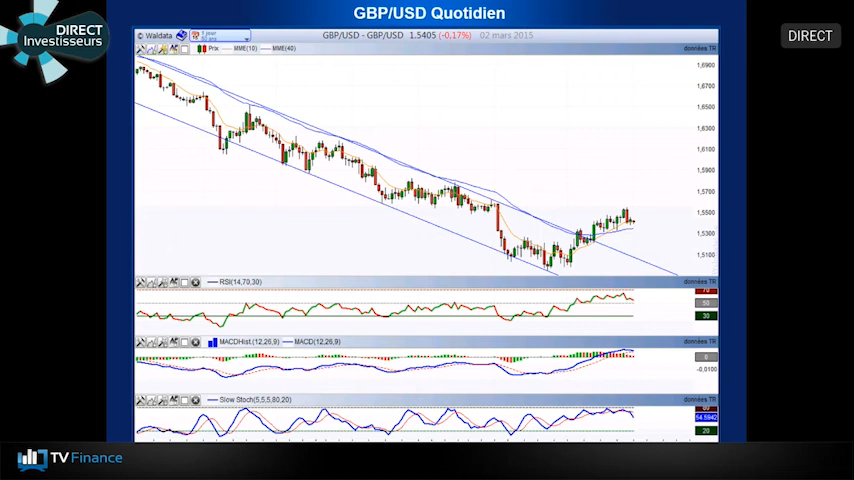 GBP/USD Quotidien
DIRECT
Investisseurs
DIRECT
© Waldata
1 jour
50 ans
GBP/USD - GBP/USD 1.5405 (-0,17%) 02 mars 2015
Prix MME(10) MME(40) données TR
1,6900
1,6700
1,6500
1,6300
1,6100
1,5900
1,5700
1,5500
1,5300
1,5100
RSI(14,70,30) données TR
70
50
30
MACDHist.(12,26,9) MACD(12,26,9) données TR
0
-0,0100
Slow Stoch(5,5,5,80,20) données TR
80
54.5942
20
TV Finance